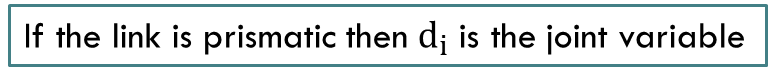 If the link is prismatic then dᵢ is the joint variable